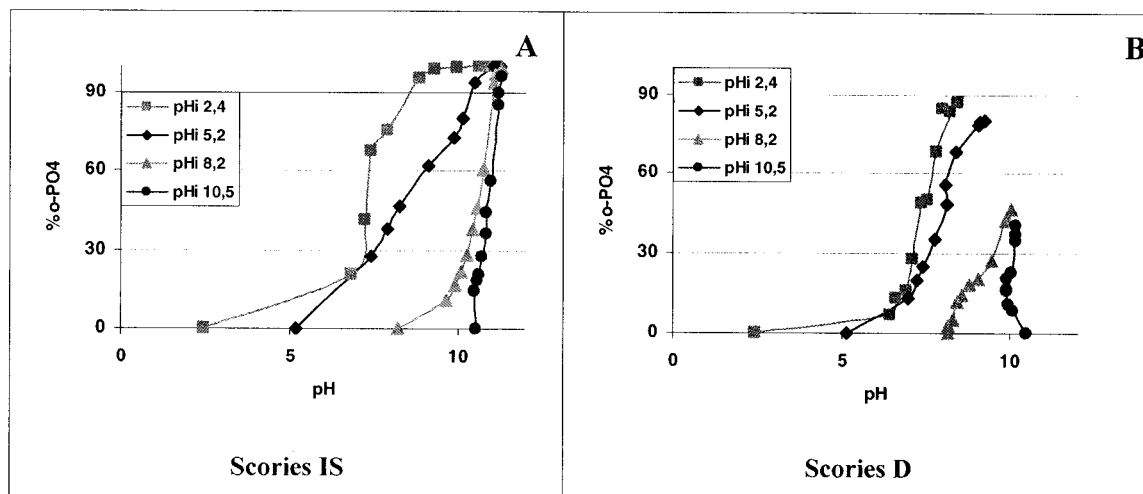 A
90
60
30
0
%o-PO4
pHi 2,4
pHi 5,2
pHi 8,2
pHi 10,5
0 5 10
pH
Scories IS
B
90
60
30
0
%o-PO4
pHi 2,4
pHi 5,2
pHi 8,2
pHi 10,5
0 5 10
pH
Scories D